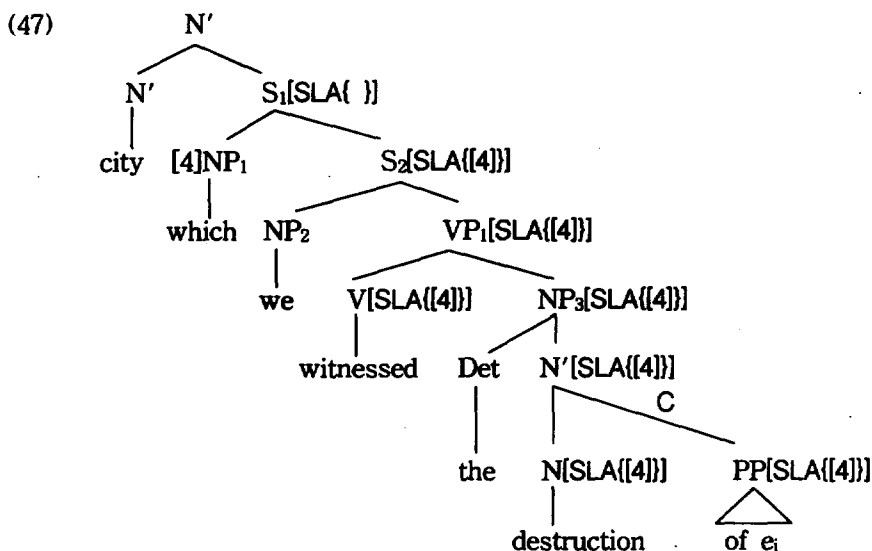 (47) N′
N′ S₁[SLA{ }]
city [4]NP₁ S₂[SLA{[4]}]
which NP₂ VP₁[SLA{[4]}]
we V[SLA{[4]}] NP₃[SLA{[4]}]
witnessed Det N′[SLA{[4]}]
C
the N[SLA{[4]}] PP[SLA{[4]}]
destruction of eᵢ